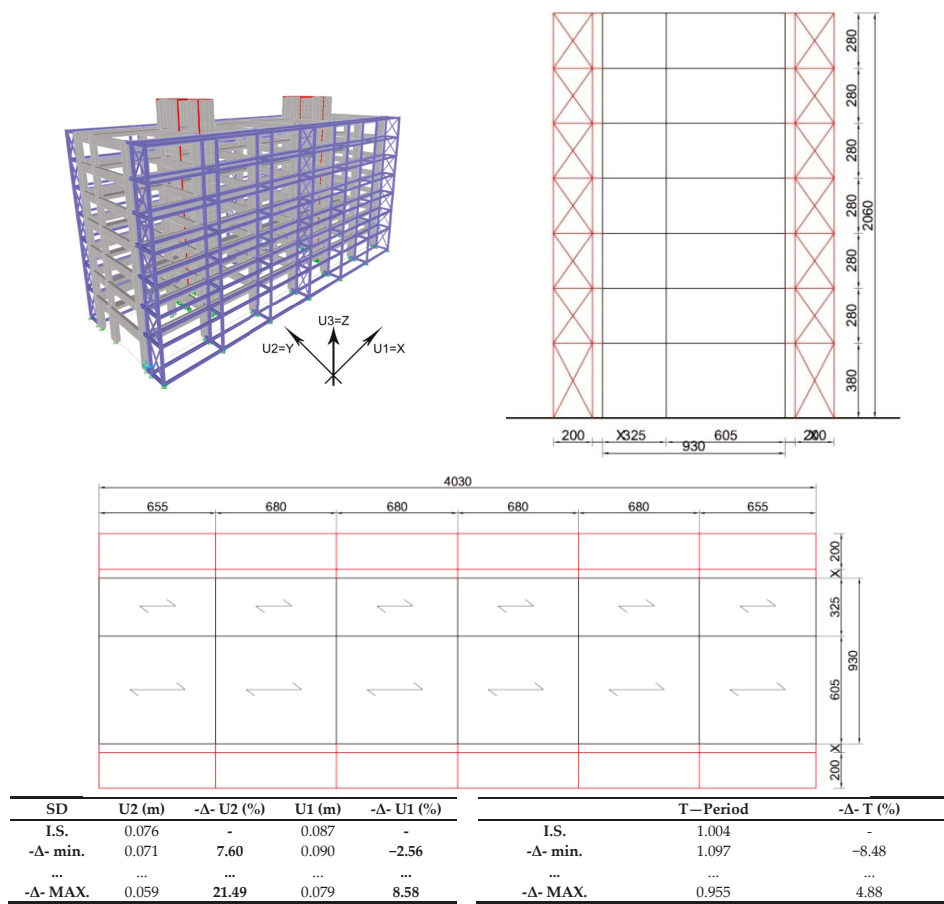 U3=Z
U2=Y
U1=X
280
280
280
280
280
280
380
2060
200
X
325
605
X
200
930
4030
655
680
680
680
680
655
200
X
325
605
930
X
200
SD U2 (m) -Δ- U2 (%) U1 (m) -Δ- U1 (%)
I.S. 0.076 - 0.087 -
-Δ- min. 0.071 7.60 0.090 −2.56
... ... ... ... ...
-Δ- MAX. 0.059 21.49 0.079 8.58
T—Period -Δ- T (%)
I.S. 1.004 -
-Δ- min. 1.097 −8.48
... ... ...
-Δ- MAX. 0.955 4.88